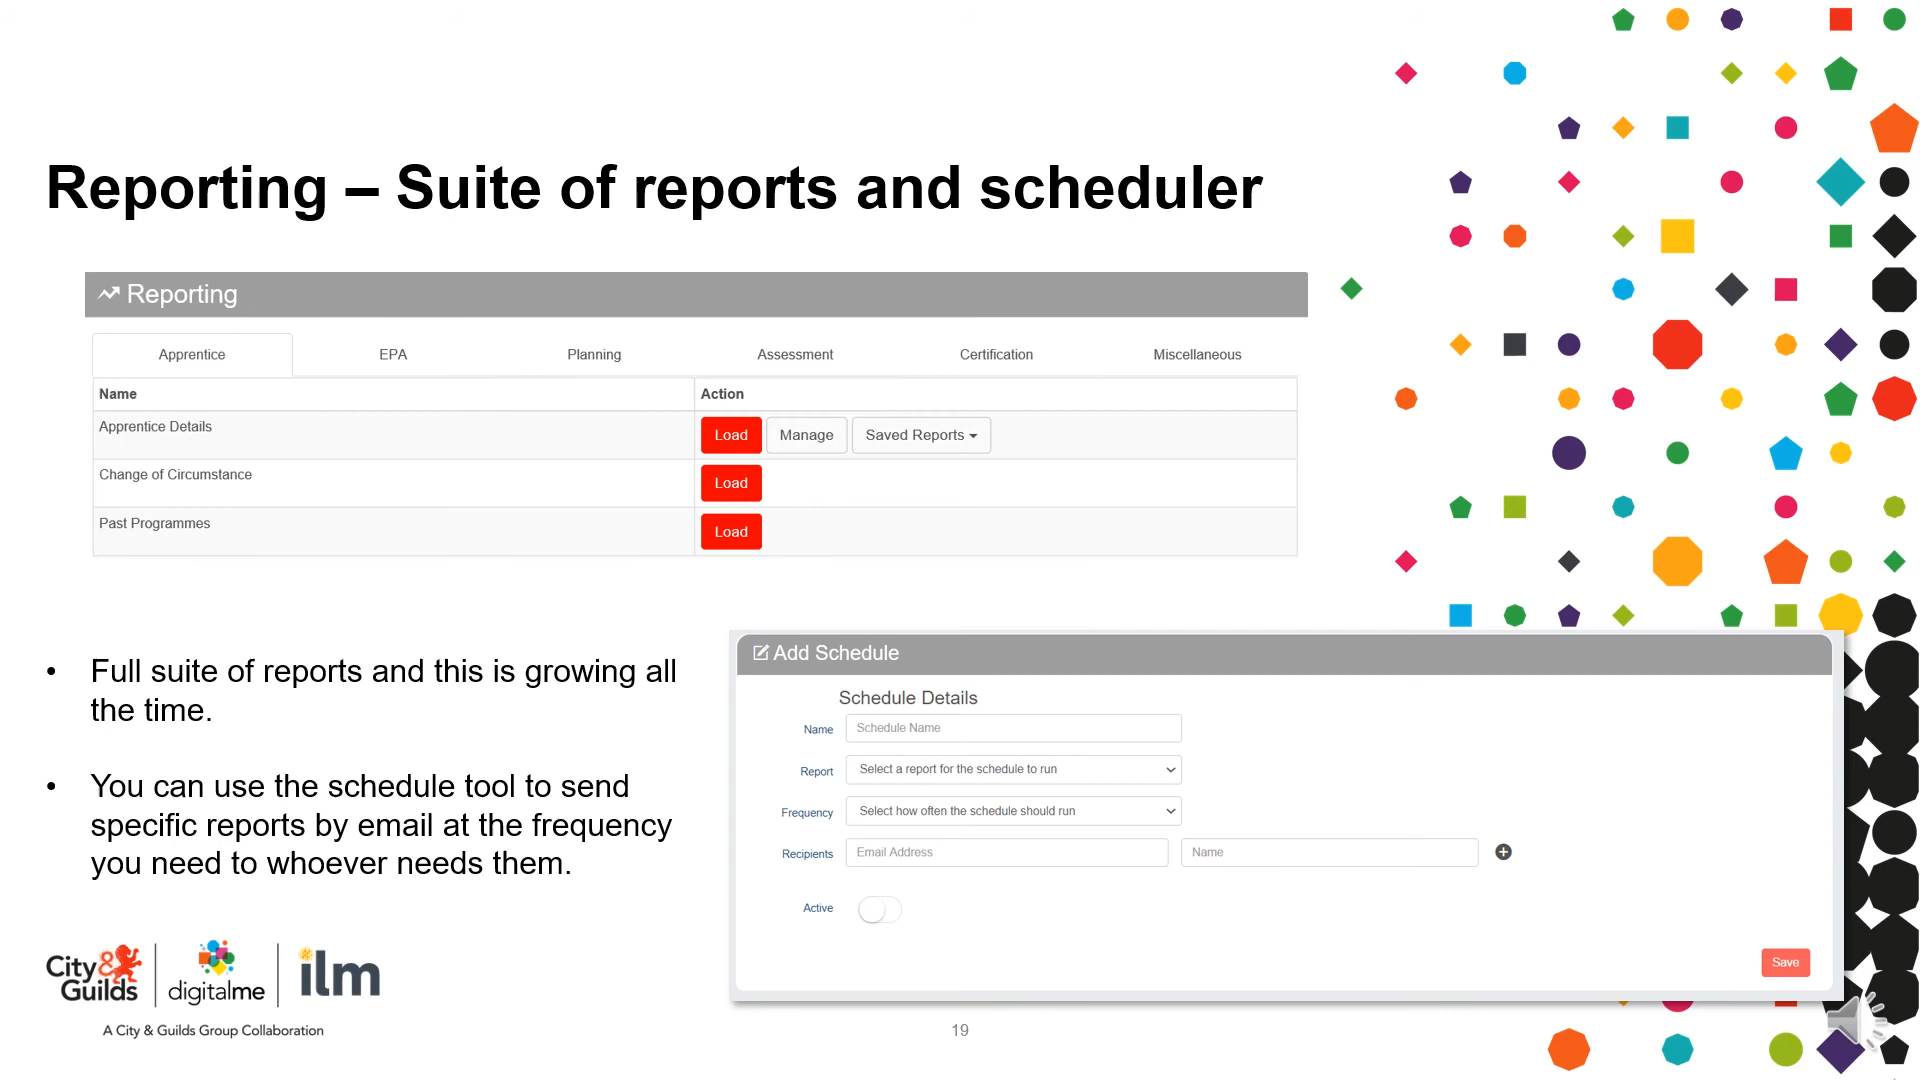 Reporting – Suite of reports and scheduler
Reporting
Apprentice EPA Planning Assessment Certification Miscellaneous
Name Action
Apprentice Details Load Manage Saved Reports
Change of Circumstance Load
Past Programmes Load
• Full suite of reports and this is growing all
the time.
• You can use the schedule tool to send
specific reports by email at the frequency
you need to whoever needs them.
Add Schedule
Schedule Details
Name Schedule Name
Report Select a report for the schedule to run
Frequency Select how often the schedule should run
Recipients Email Address Name
Active
Save
City &
Guilds
digitalme
ilm
A City & Guilds Group Collaboration
19